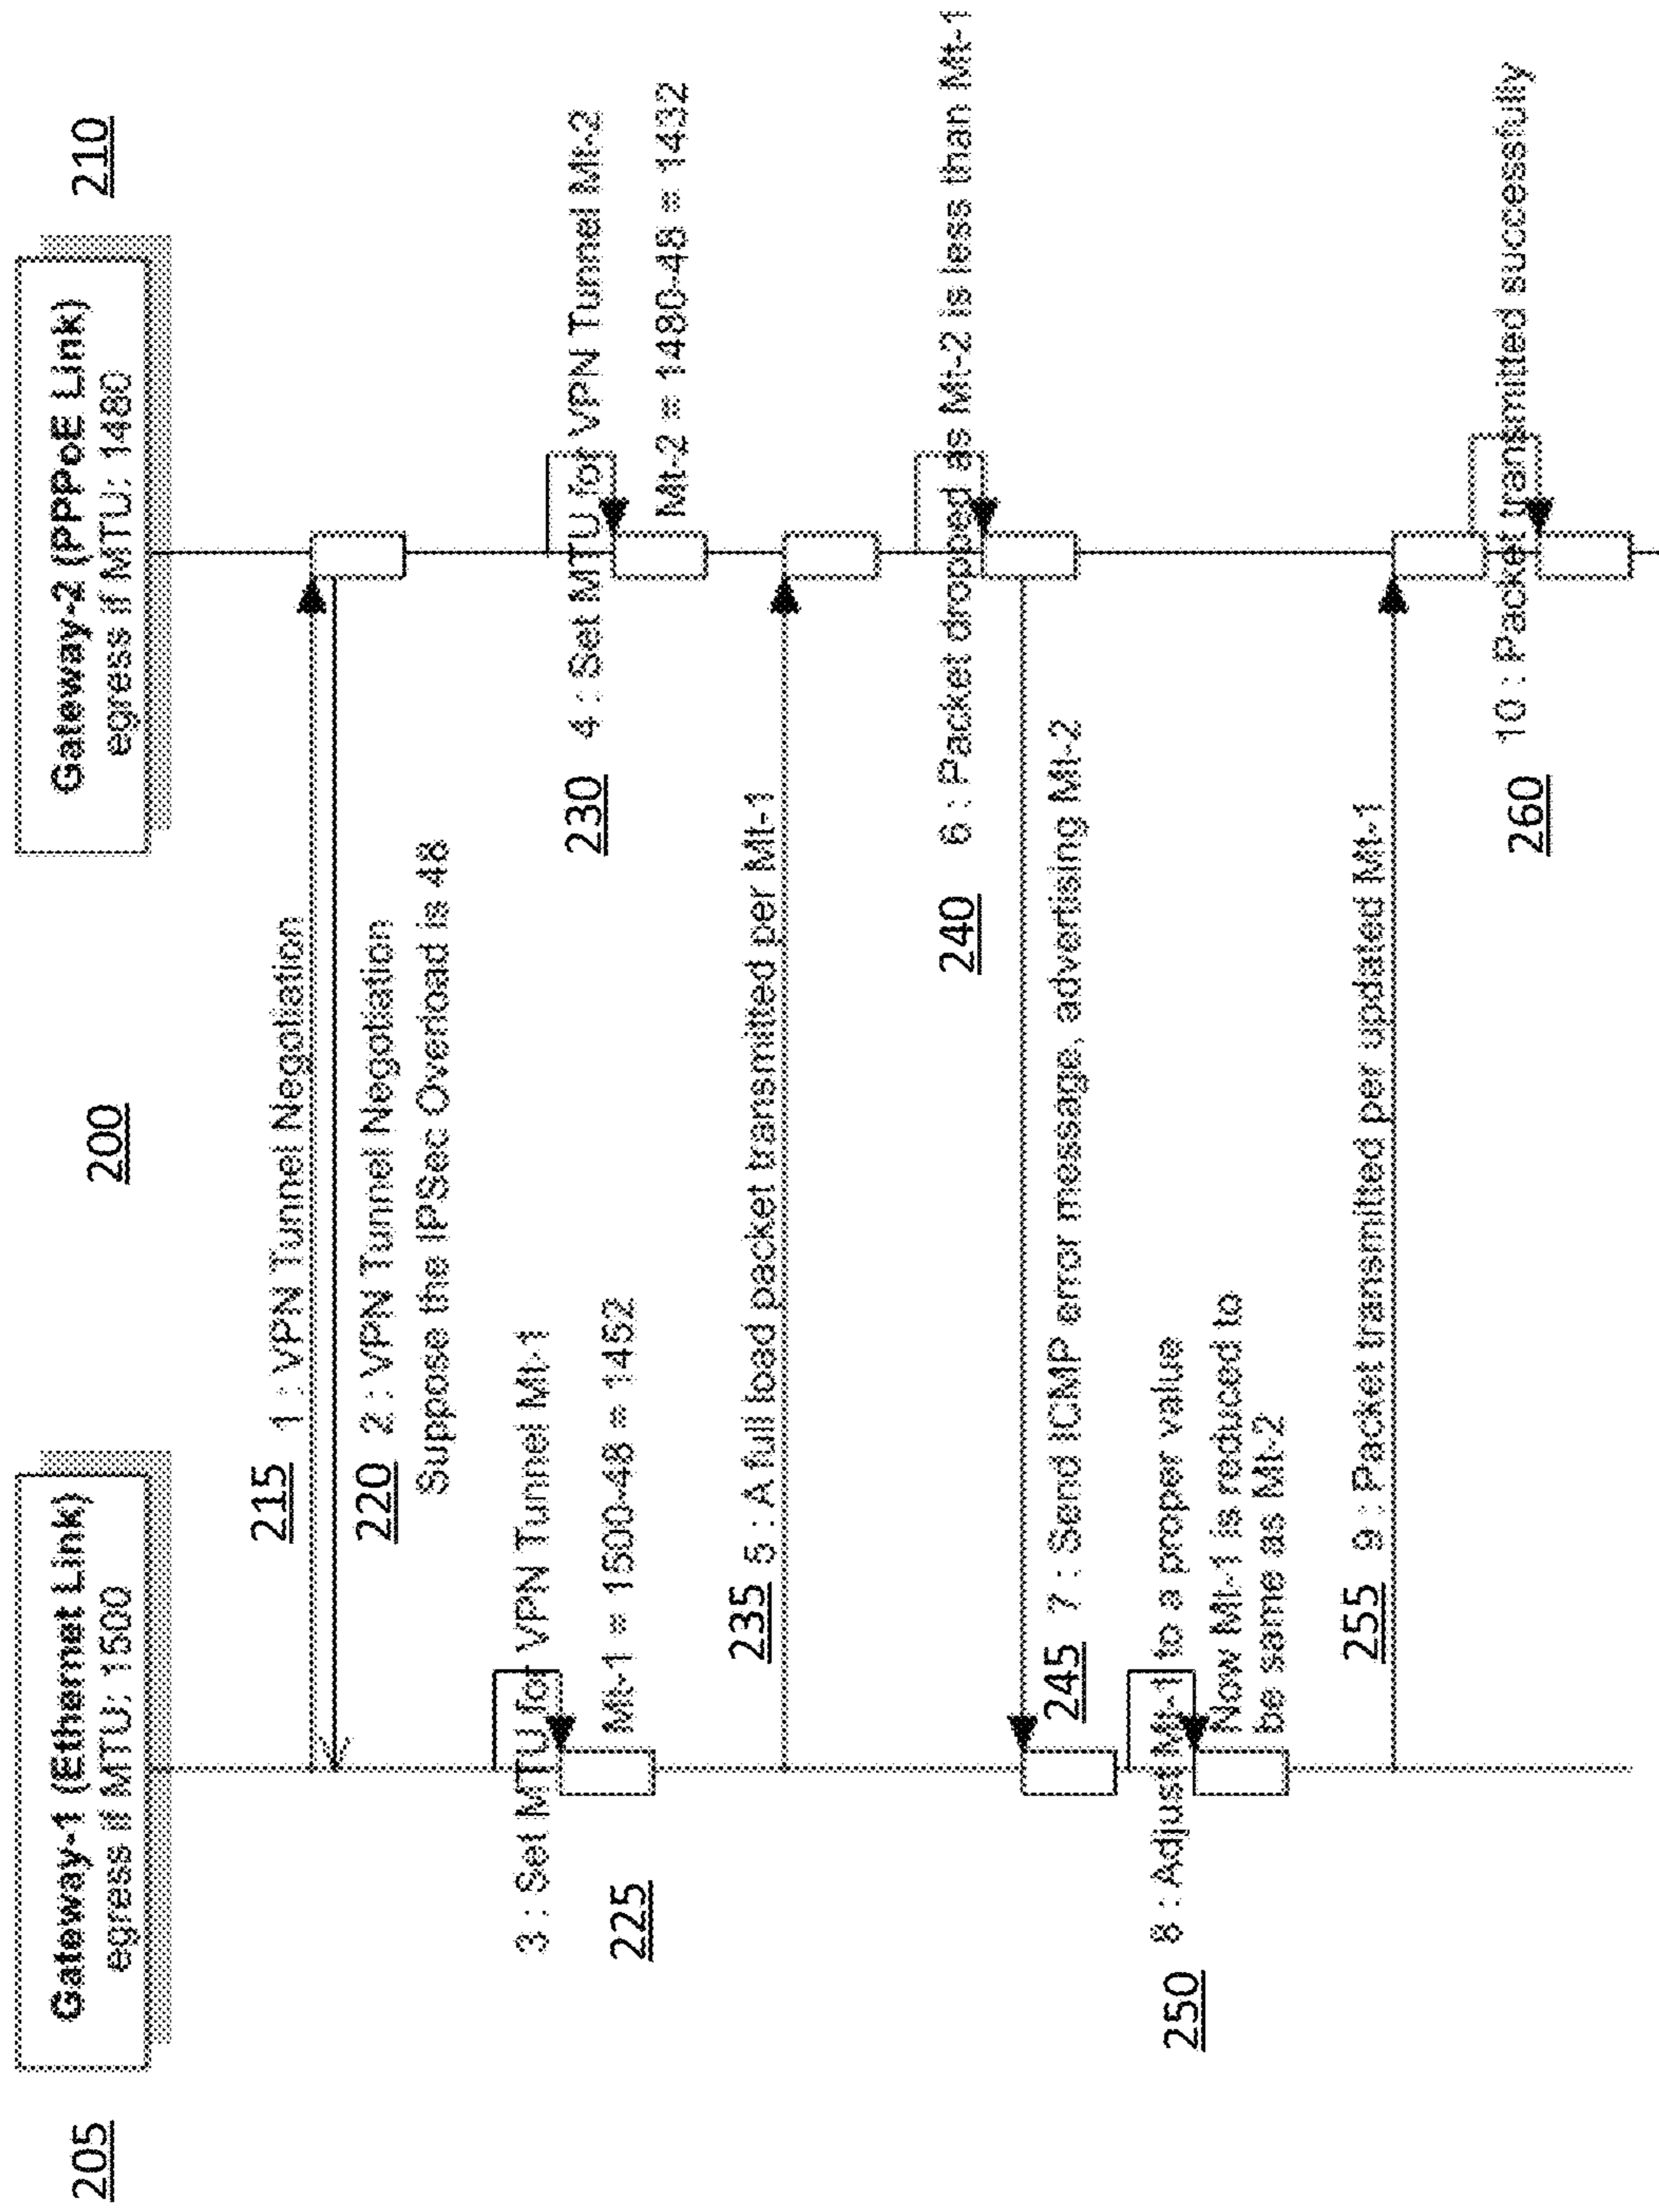 205
Gateway-1 (Ethernet Link)
egress if MTU: 1500
200
Gateway-2 (PPPoE Link)
egress if MTU: 1480
210
215
1 : VPN Tunnel Negotiation
220
2 : VPN Tunnel Negotiation
Suppose the IPSec Overload is 48
3 : Set MTU for VPN Tunnel Mt-1
225
Mt-1 = 1500-48 = 1452
4 : Set MTU for VPN Tunnel Mt-2
230
Mt-2 = 1480-48 = 1432
235
5 : A full load packet transmitted per Mt-1
240
6 : Packet dropped as Mt-2 is less than Mt-1
245
7 : Send ICMP error message, advertising Mt-2
250
8 : Adjust Mt-1 to a proper value
Now Mt-1 is reduced to
be same as Mt-2
255
9 : Packet transmitted per updated Mt-1
260
10 : Packet transmitted successfully